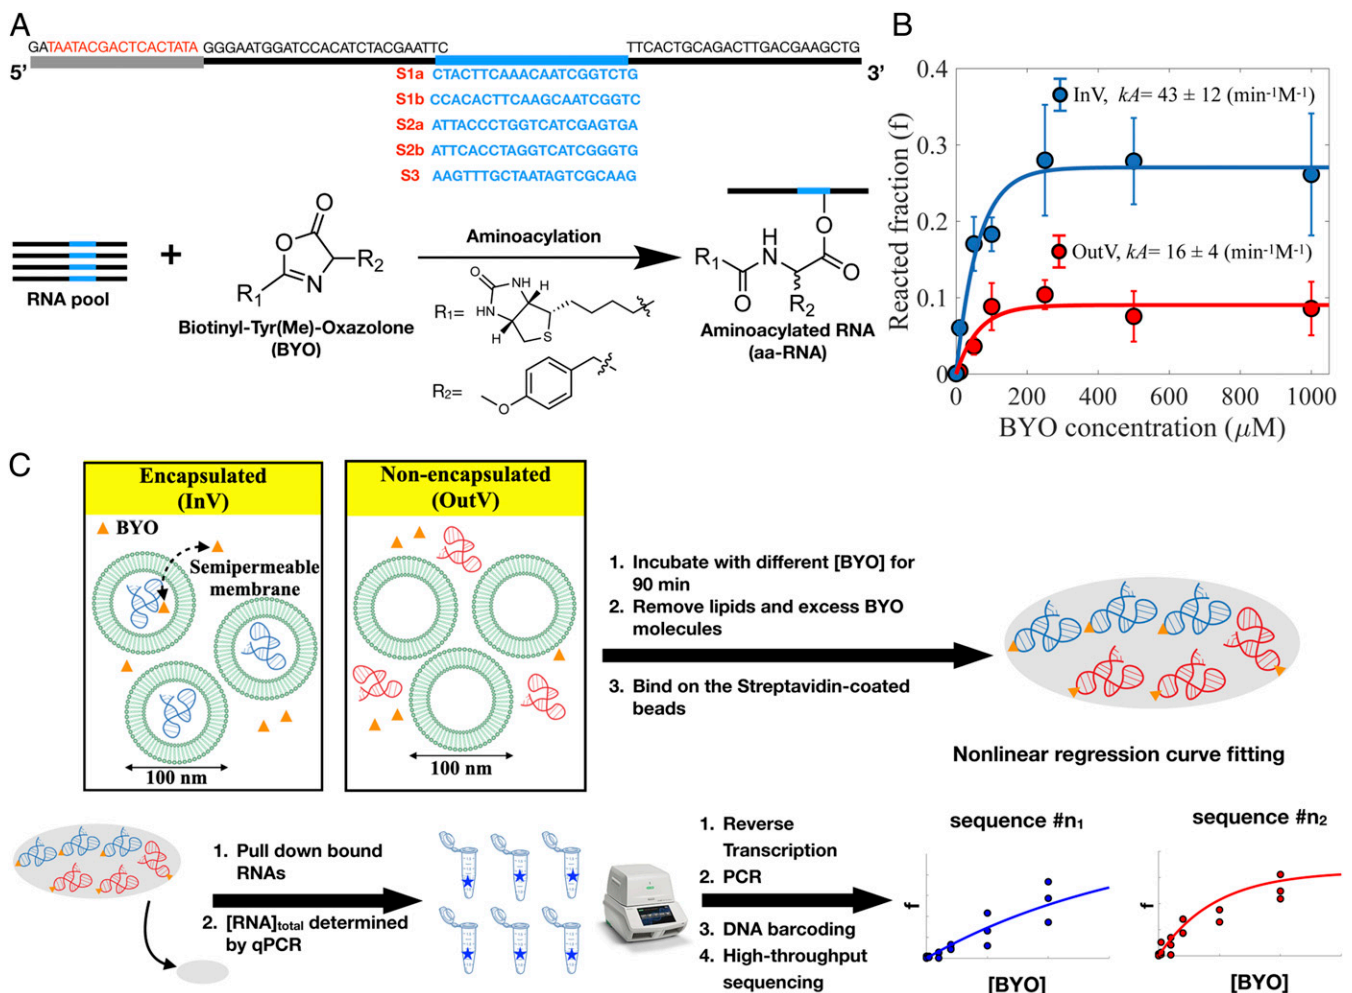 A
GATAATACGACTCACTATA GGGAATGGATCCACATCTACGAATTC
TTCACTGCAGACTTGACGAAGCTG
5'
3'
S1a CTACTTCAAACAATCGGTCTG
S1b CCACACTTCAAGCAATCGGTC
S2a ATTACCCTGGTCATCGAGTGA
S2b ATTCACCTAGGTCATCGGGTG
S3 AAGTTTGCTAATAGTCGCAAG
RNA pool
+
O
O
N
R1
R2
Biotinyl-Tyr(Me)-Oxazolone
(BYO)
Aminoacylation
R1=
O
HN
NH
H
H
S
R2=
O
R1
O
H
N
O
O
R2
Aminoacylated RNA
(aa-RNA)
B
Reacted fraction (f)
0.4
0.3
0.2
0.1
0
InV, kA= 43 ± 12 (min-1M-1)
OutV, kA= 16 ± 4 (min-1M-1)
0 200 400 600 800 1000
BYO concentration (μM)
C
Encapsulated
(InV)
BYO
Semipermeable
membrane
100 nm
Non-encapsulated
(OutV)
100 nm
1. Incubate with different [BYO] for
90 min
2. Remove lipids and excess BYO
molecules
3. Bind on the Streptavidin-coated
beads
Nonlinear regression curve fitting
1. Pull down bound
RNAs
2. [RNA]total determined
by qPCR
1. Reverse
Transcription
2. PCR
3. DNA barcoding
4. High-throughput
sequencing
sequence #n1
f
[BYO]
sequence #n2
f
[BYO]